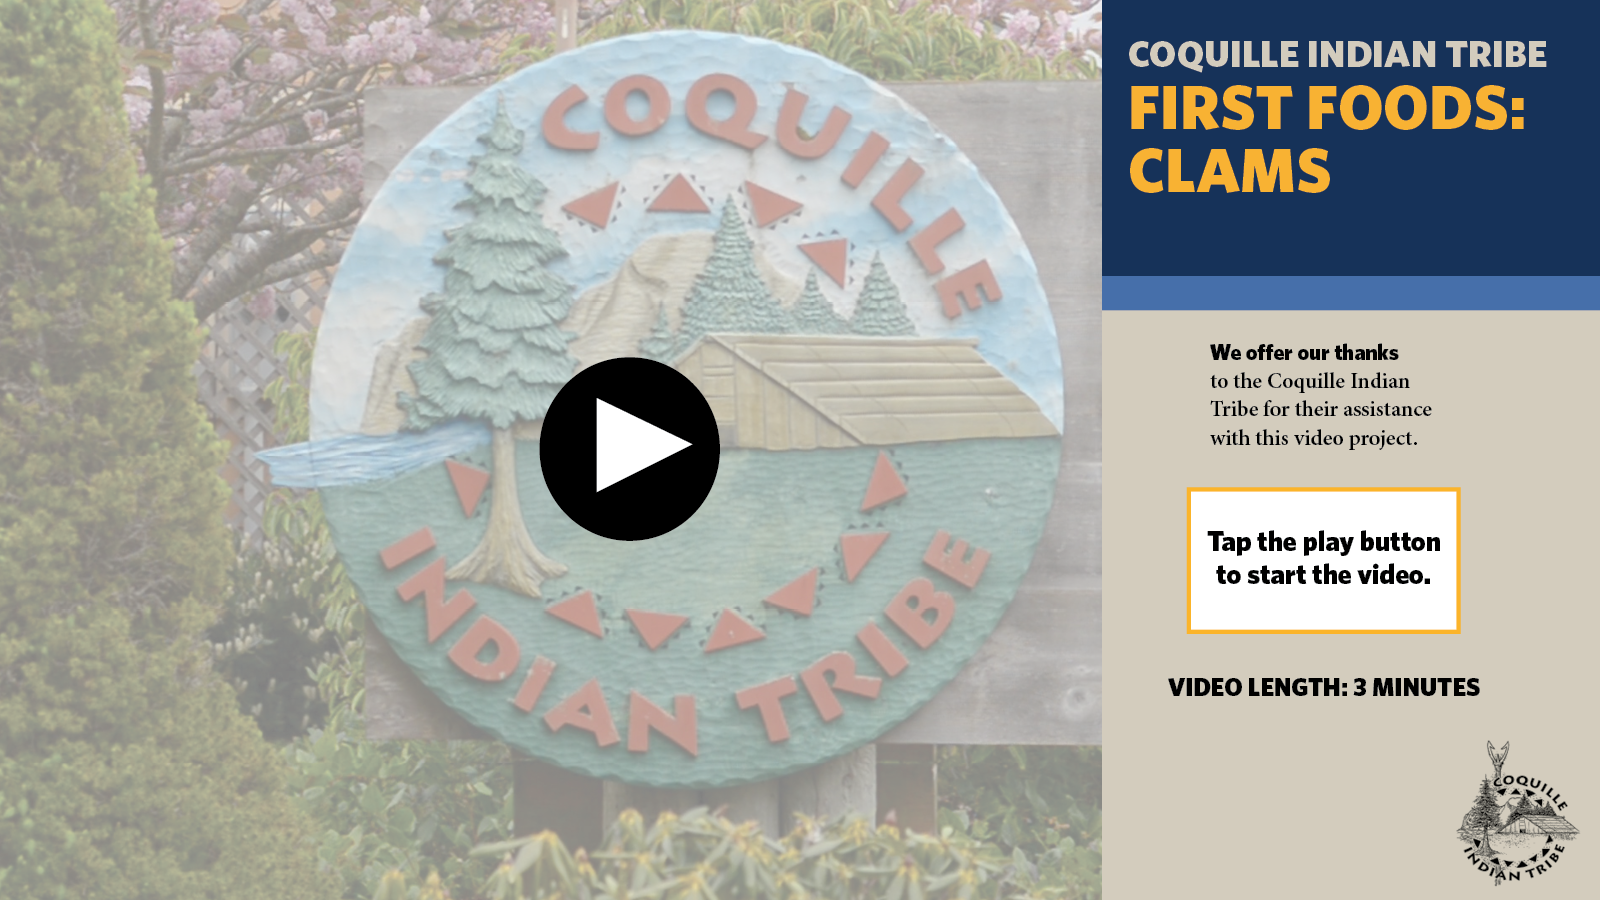 COQUILLE
INDIAN TRIBE
COQUILLE INDIAN TRIBE
FIRST FOODS:
CLAMS
We offer our thanks
to the Coquille Indian
Tribe for their assistance
with this video project.
Tap the play button
to start the video.
VIDEO LENGTH: 3 MINUTES
COQUILLE
INDIAN TRIBE